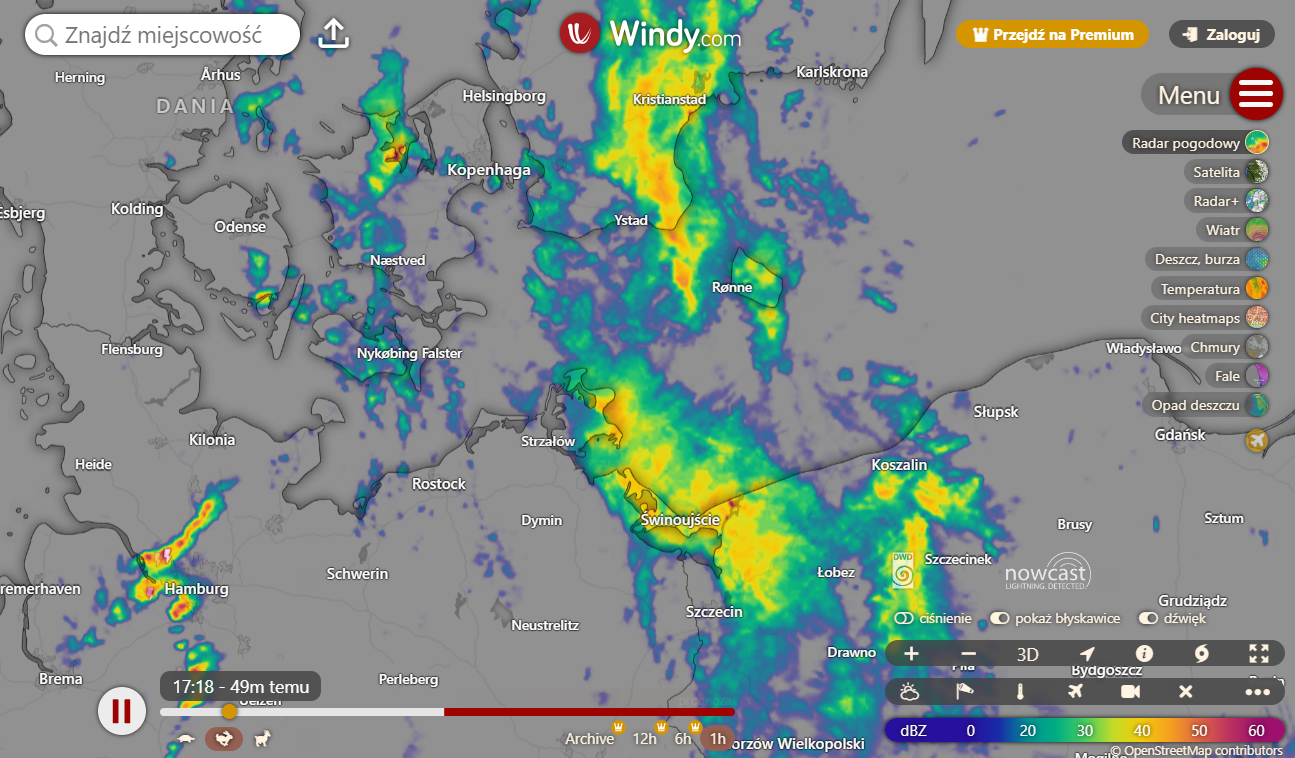 Znajdź miejscowość
Windy.com
Przejdź na Premium
Zaloguj
Menu
Radar pogodowy
Satelita
Radar+
Wiatr
Deszcz, burza
Temperatura
City heatmaps
Chmury
Fale
Opad deszczu
Herning
Århus
DANIA
Helsingborg
Kristianstad
Karlskrona
Kopenhaga
Esbjerg
Kolding
Odense
Ystad
Næstved
Rønne
Flensburg
Nykøbing Falster
Władysławo
Słupsk
Kilonia
Strzałów
Gdańsk
Heide
Rostock
Koszalin
Dymin
Świnoujście
Brusy
Sztum
DWD
Szczecinek
nowcast
LIGHTNING. DETECTED
Schwerin
Łobez
remerhaven
Hamburg
Szczecin
Grudziądz
ciśnienie
pokaż błyskawice
dźwięk
Neustrelitz
Drawno
3D
Piła
Bydgoszcz
Brema
Perleberg
17:18 - 49m temu
Uelzen
Archive
12h
6h
1h
orzów Wielkopolski
dBZ 0 20 30 40 50 60
© OpenStreetMap contributors